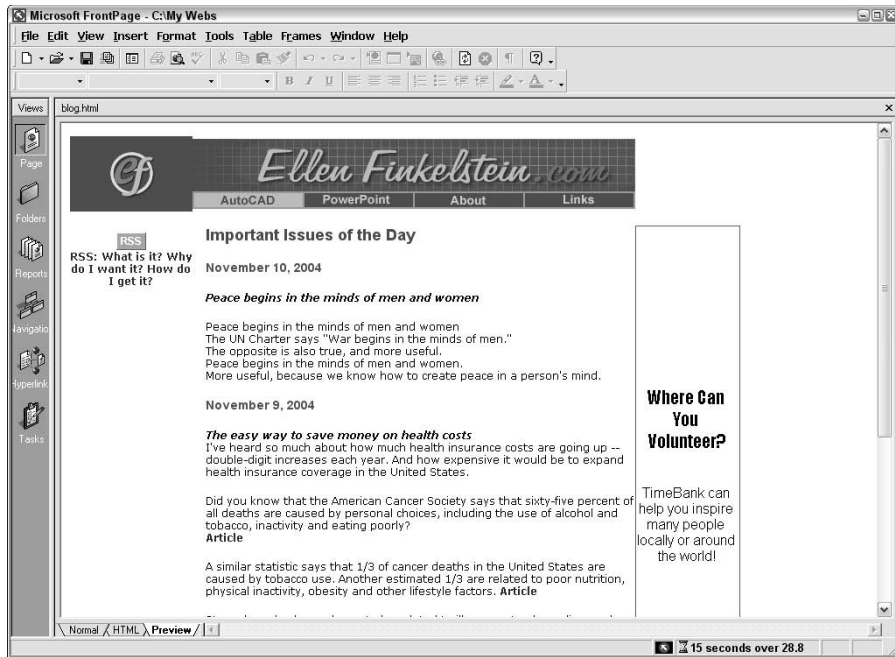 Microsoft FrontPage - C:\My Webs
File Edit View Insert Format Tools Table Frames Window Help
B I U
A
Views
blog.html
Page
Folders
Reports
Navigatio
Hyperlink
Tasks
ef
Ellen Finkelstein.com
AutoCAD PowerPoint About Links
RSS
RSS: What is it? Why
do I want it? How do
I get it?
Important Issues of the Day
November 10, 2004
Peace begins in the minds of men and women
Peace begins in the minds of men and women
The UN Charter says "War begins in the minds of men."
The opposite is also true, and more useful.
Peace begins in the minds of men and women.
More useful, because we know how to create peace in a person's mind.
November 9, 2004
The easy way to save money on health costs
I've heard so much about how much health insurance costs are going up --
double-digit increases each year. And how expensive it would be to expand
health insurance coverage in the United States.
Did you know that the American Cancer Society says that sixty-five percent of
all deaths are caused by personal choices, including the use of alcohol and
tobacco, inactivity and eating poorly?
Article
A similar statistic says that 1/3 of cancer deaths in the United States are
caused by tobacco use. Another estimated 1/3 are related to poor nutrition,
physical inactivity, obesity and other lifestyle factors. Article
Where Can
You
Volunteer?
TimeBank can
help you inspire
many people
locally or around
the world!
Normal HTML Preview
15 seconds over 28.8